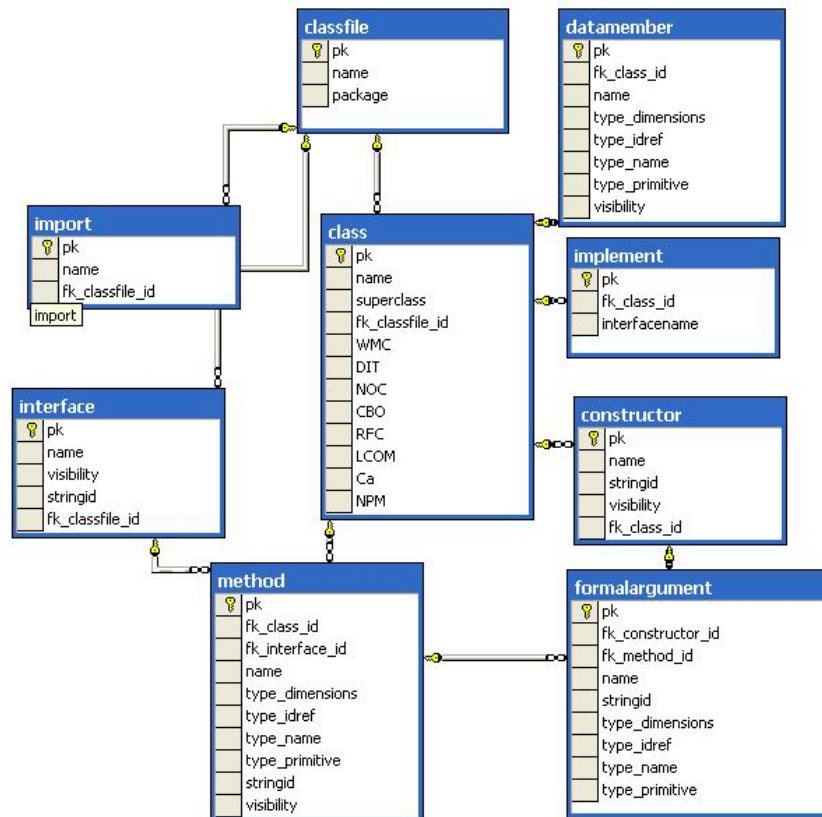 classfile
pk
name
package
datamember
pk
fk_class_id
name
type_dimensions
type_idref
type_name
type_primitive
visibility
import
pk
name
fk_classfile_id
import
class
pk
name
superclass
fk_classfile_id
WMC
DIT
NOC
CBO
RFC
LCOM
Ca
NPM
implement
pk
fk_class_id
interfacename
interface
pk
name
visibility
stringid
fk_classfile_id
constructor
pk
name
stringid
visibility
fk_class_id
method
pk
fk_class_id
fk_interface_id
name
type_dimensions
type_idref
type_name
type_primitive
stringid
visibility
formalargument
pk
fk_constructor_id
fk_method_id
name
stringid
type_dimensions
type_idref
type_name
type_primitive